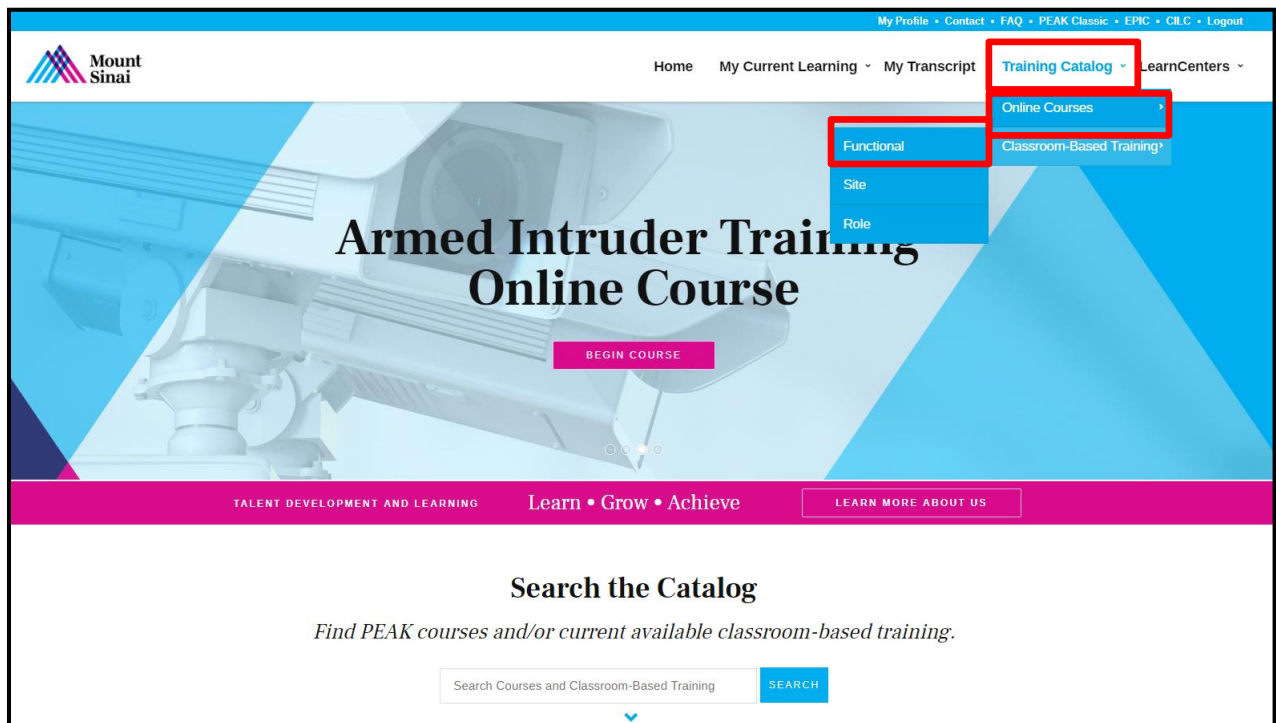 My Profile • Contact • FAQ • PEAK Classic • EPIC • CILC • Logout
Mount
Sinai
Home My Current Learning My Transcript Training Catalog LearnCenters
Online Courses
Functional
Classroom-Based Training
Site
Role
Armed Intruder Training
Online Course
BEGIN COURSE
TALENT DEVELOPMENT AND LEARNING Learn • Grow • Achieve LEARN MORE ABOUT US
Search the Catalog
Find PEAK courses and/or current available classroom-based training.
Search Courses and Classroom-Based Training SEARCH